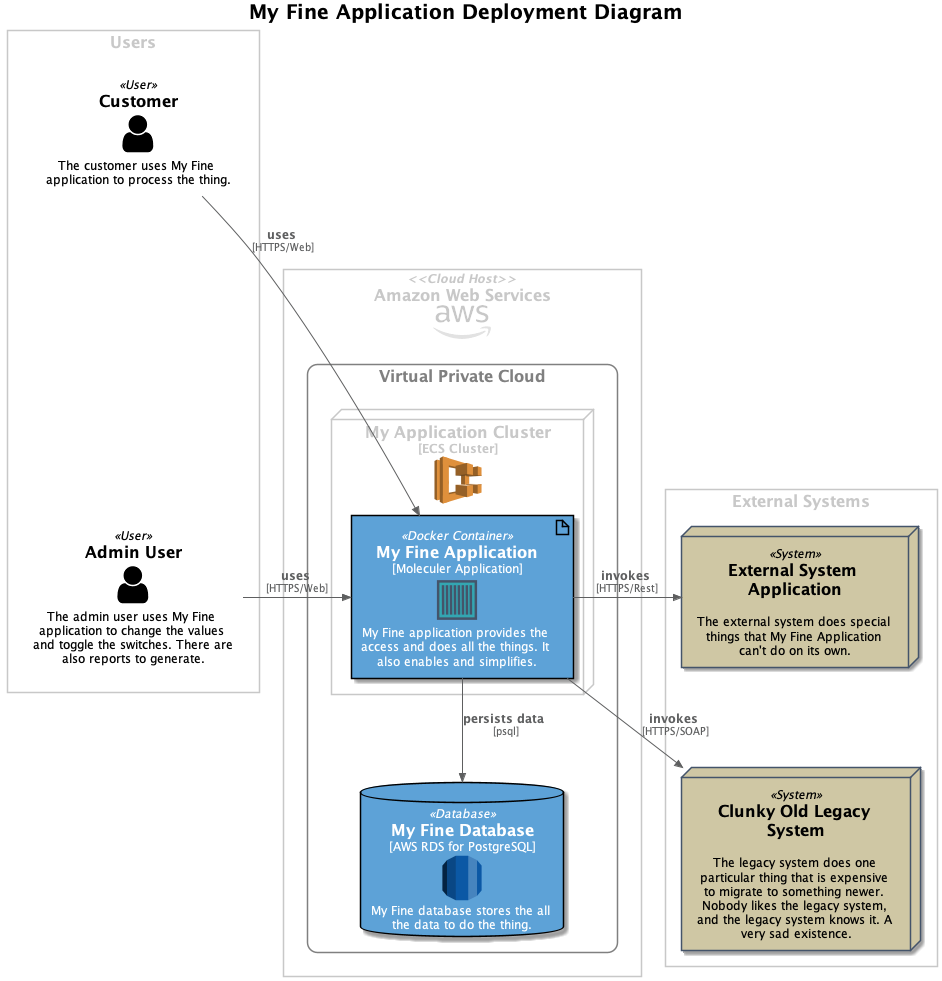 My Fine Application Deployment Diagram
Users
«User»
Customer
The customer uses My Fine
application to process the thing.
uses
[HTTPS/Web]
<<Cloud Host>>
Amazon Web Services
aws
Virtual Private Cloud
My Application Cluster
[ECS Cluster]
«Docker Container»
My Fine Application
[Moleculer Application]
My Fine application provides the
access and does all the things. It
also enables and simplifies.
«User»
Admin User
The admin user uses My Fine
application to change the values
and toggle the switches. There are
also reports to generate.
uses
[HTTPS/Web]
invokes
[HTTPS/Rest]
External Systems
«System»
External System
Application
The external system does special
things that My Fine Application
can't do on its own.
persists data
[psql]
invokes
[HTTPS/SOAP]
«Database»
My Fine Database
[AWS RDS for PostgreSQL]
My Fine database stores the all
the data to do the thing.
«System»
Clunky Old Legacy
System
The legacy system does one
particular thing that is expensive
to migrate to something newer.
Nobody likes the legacy system,
and the legacy system knows it. A
very sad existence.